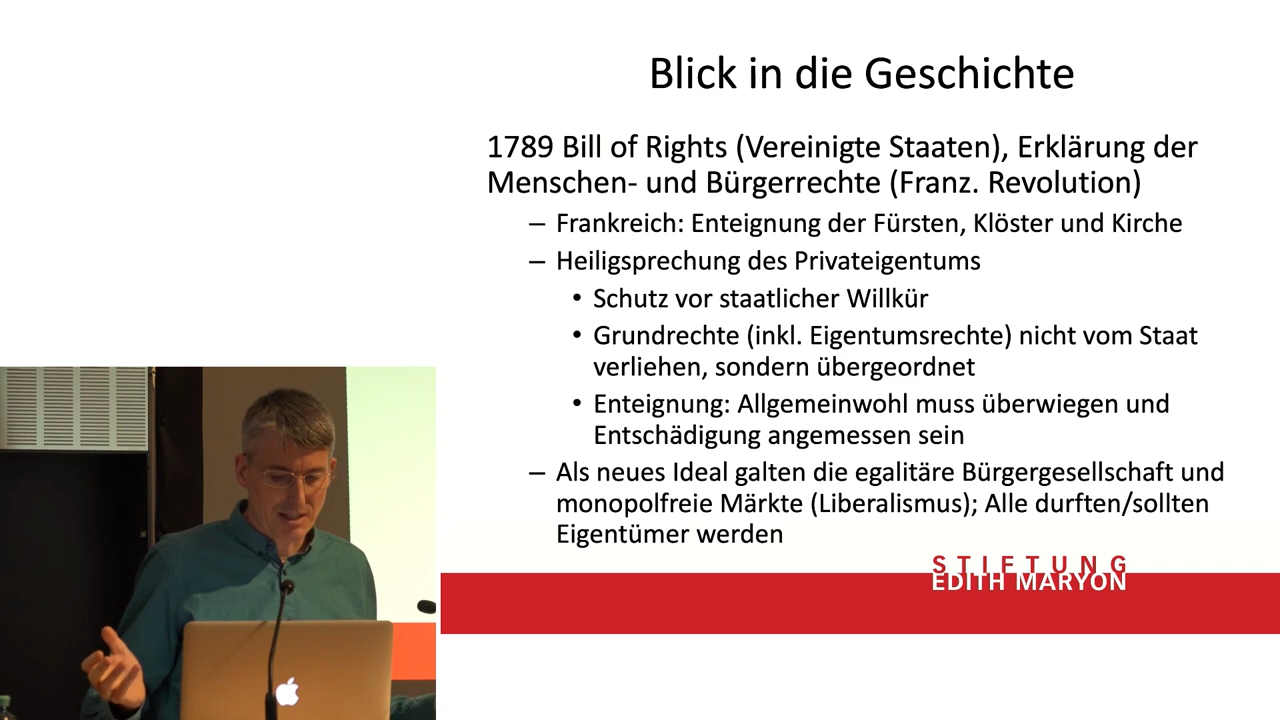 Blick in die Geschichte
1789 Bill of Rights (Vereinigte Staaten), Erklärung der
Menschen- und Bürgerrechte (Franz. Revolution)
– Frankreich: Enteignung der Fürsten, Klöster und Kirche
– Heiligsprechung des Privateigentums
• Schutz vor staatlicher Willkür
• Grundrechte (inkl. Eigentumsrechte) nicht vom Staat
verliehen, sondern übergeordnet
• Enteignung: Allgemeinwohl muss überwiegen und
Entschädigung angemessen sein
– Als neues Ideal galten die egalitäre Bürgergesellschaft und
monopolfreie Märkte (Liberalismus); Alle durften/sollten
Eigentümer werden
STIFTUNG
EDITH MARYON